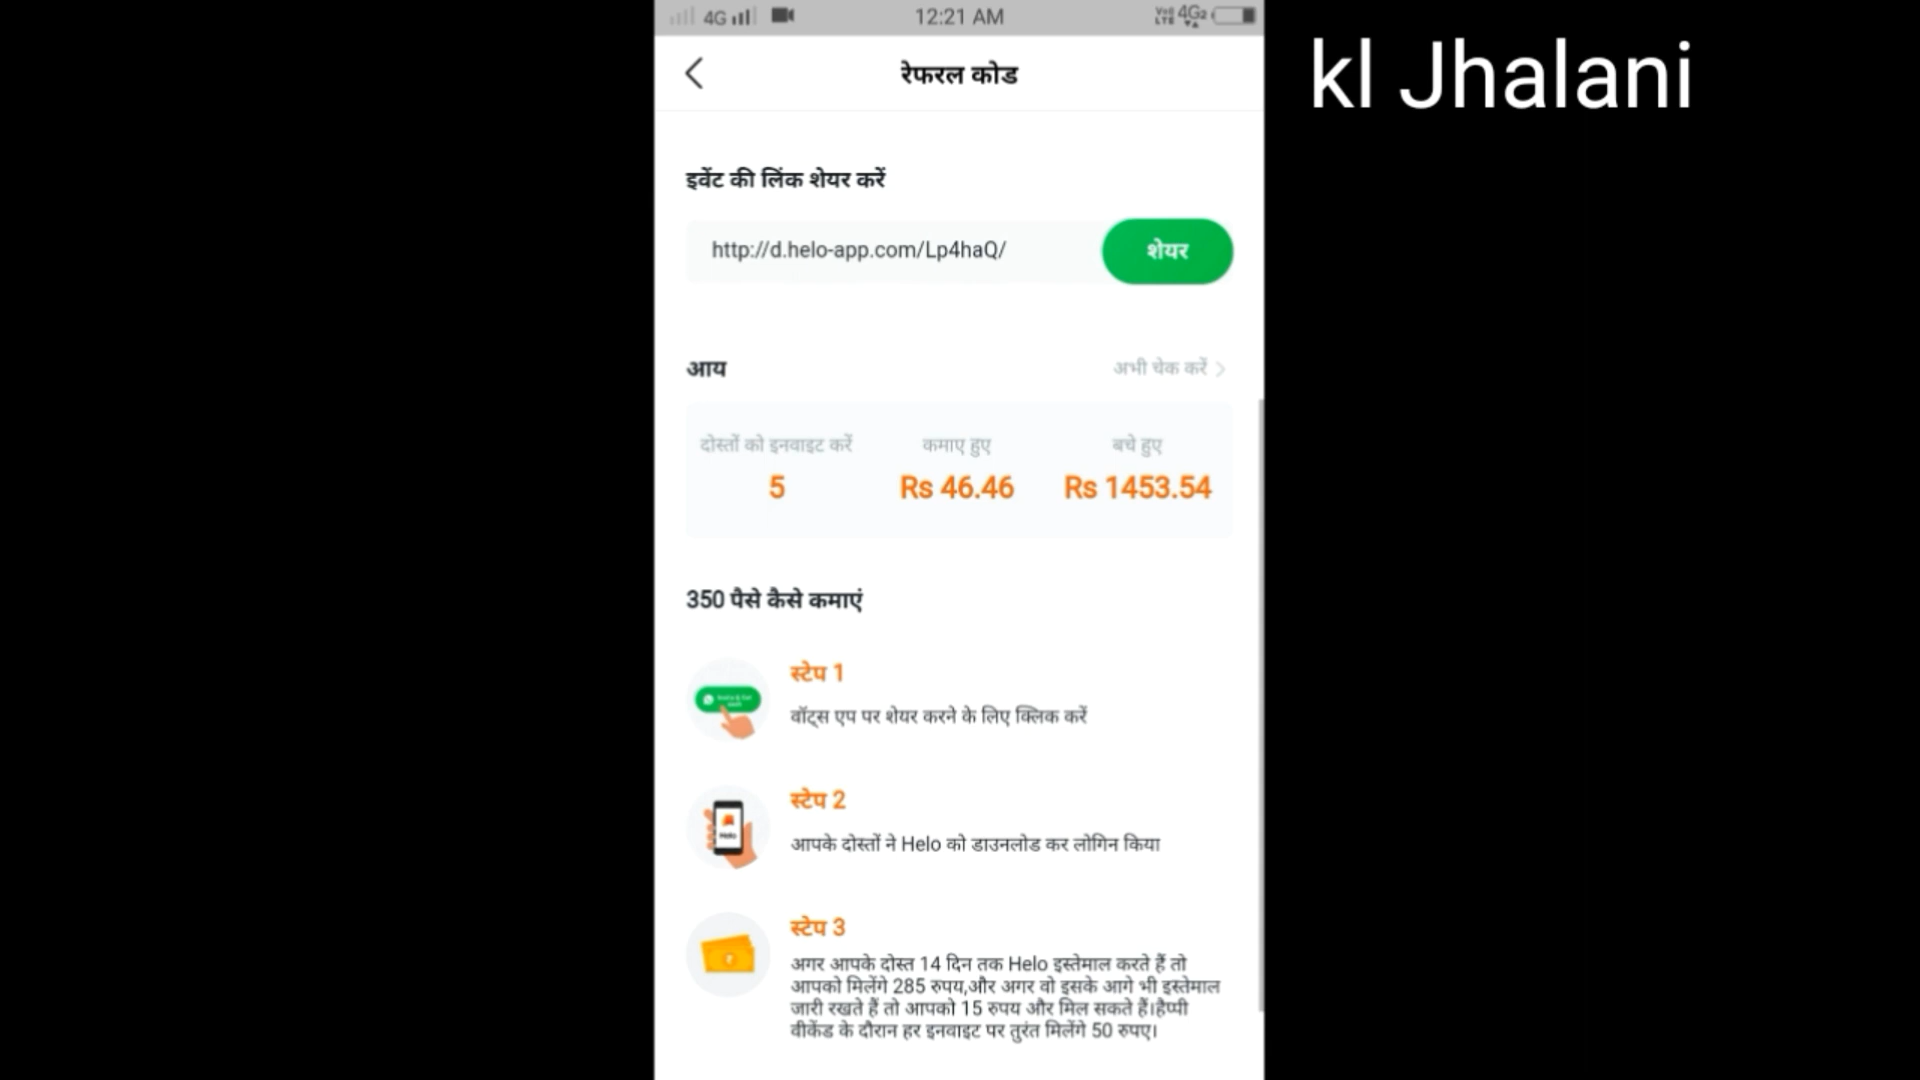 4G
12:21 AM
4G2
kl Jhalani
रेफरल कोड
इवेंट की लिंक शेयर करें
http://d.helo-app.com/Lp4haQ/
शेयर
आय
अभी चेक करें
दोस्तों को इनवाइट करें
कमाए हुए
बचे हुए
5
Rs 46.46
Rs 1453.54
350 पैसे कैसे कमाएं
स्टेप 1
वॉट्स एप पर शेयर करने के लिए क्लिक करें
स्टेप 2
आपके दोस्तों ने Helo को डाउनलोड कर लोगिन किया
स्टेप 3
अगर आपके दोस्त 14 दिन तक Helo इस्तेमाल करते हैं तो
आपको मिलेंगे 285 रुपय,और अगर वो इसके आगे भी इस्तेमाल
जारी रखते हैं तो आपको 15 रुपय और मिल सकते हैं।हैप्पी
वीकेंड के दौरान हर इनवाइट पर तुरंत मिलेंगे 50 रुपए।